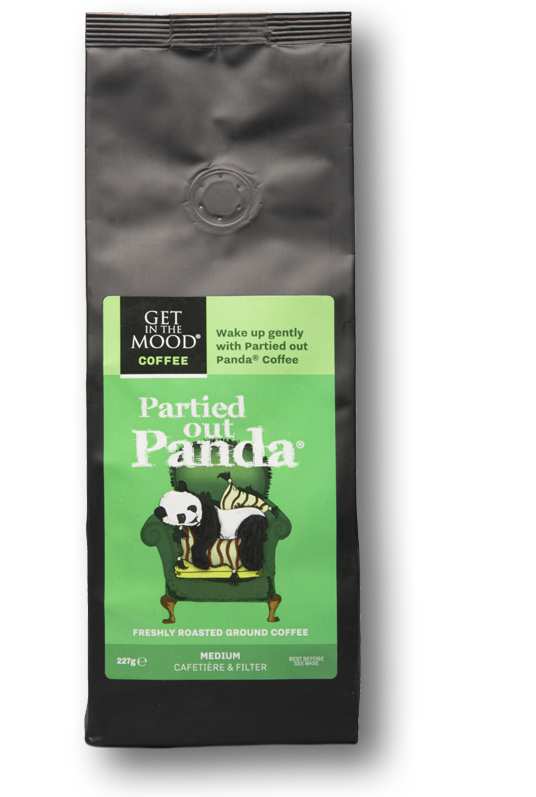 GET
IN THE
MOOD®
COFFEE
Wake up gently
with Partied out
Panda® Coffee
Partied
out
Panda®
FRESHLY ROASTED GROUND COFFEE
227g ℮
MEDIUM
CAFETIÈRE & FILTER
BEST BEFORE
SEE BASE